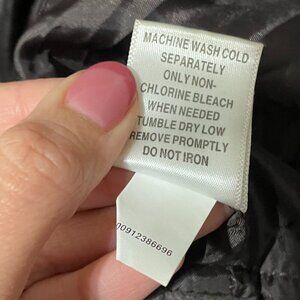 MACHINE WASH COLD
SEPARATELY
ONLY NON-
CHLORINE BLEACH
WHEN NEEDED
TUMBLE DRY LOW
REMOVE PROMPTLY
DO NOT IRON
00912386696